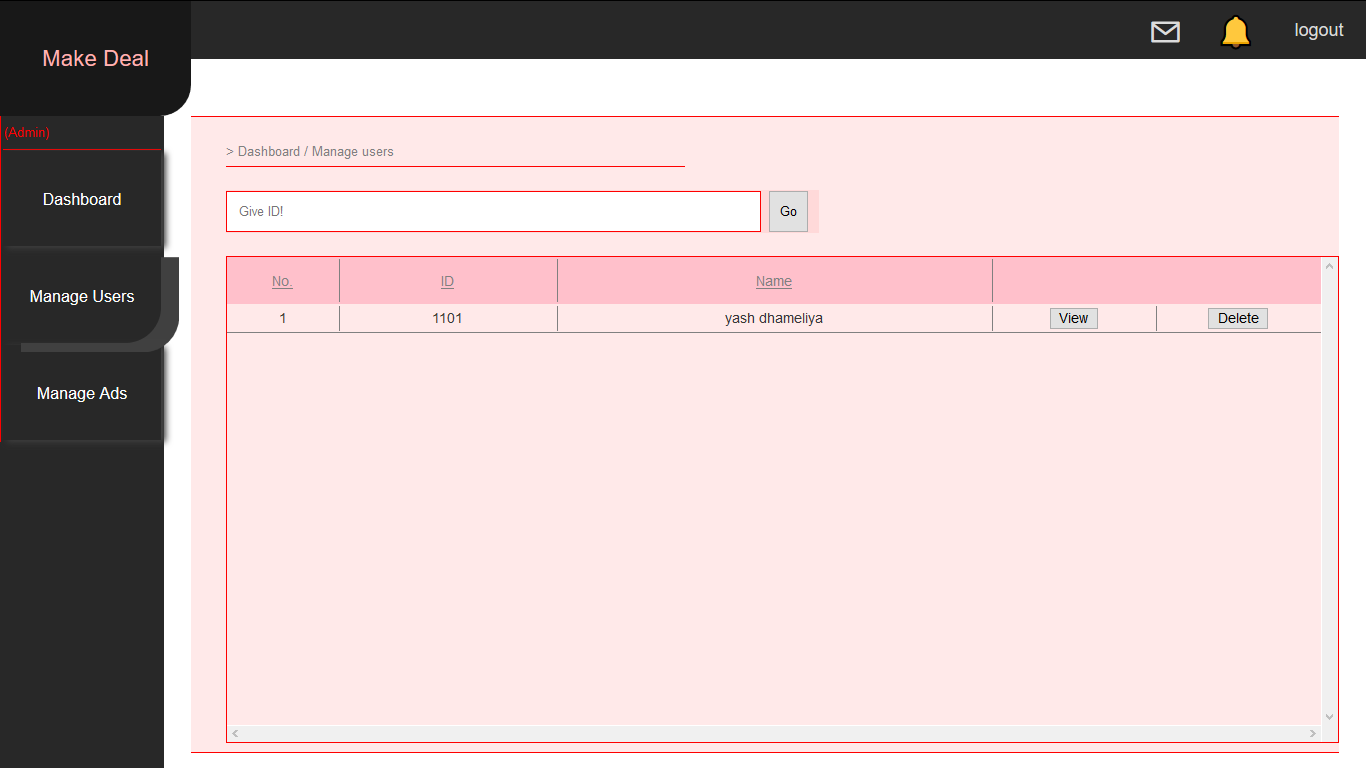 Make Deal
logout
(Admin)
Dashboard
Manage Users
Manage Ads
> Dashboard / Manage users
Give ID!
Go
No. ID Name
1 1101 yash dhameliya View Delete